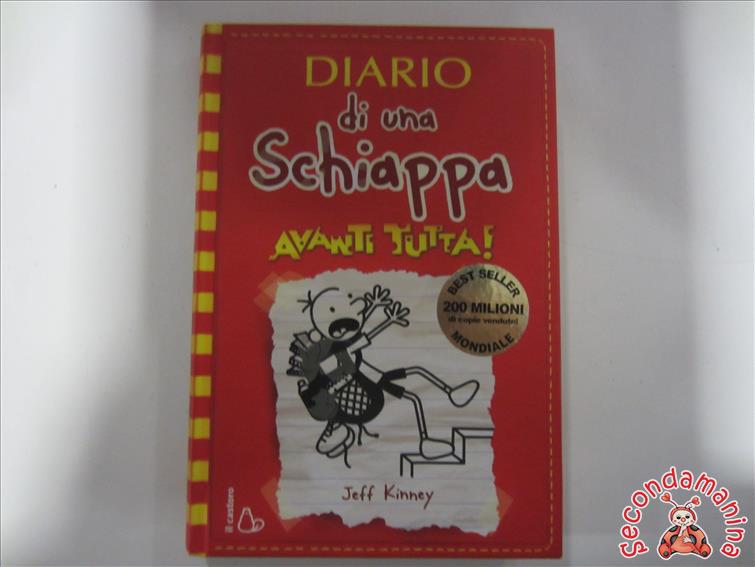 DIARIO
di una
Schiappa
AVANTI TUTTA!
BEST SELLER
200 MILIONI
di copie vendute!
MONDIALE
Jeff Kinney
il castoro
Secondamanina